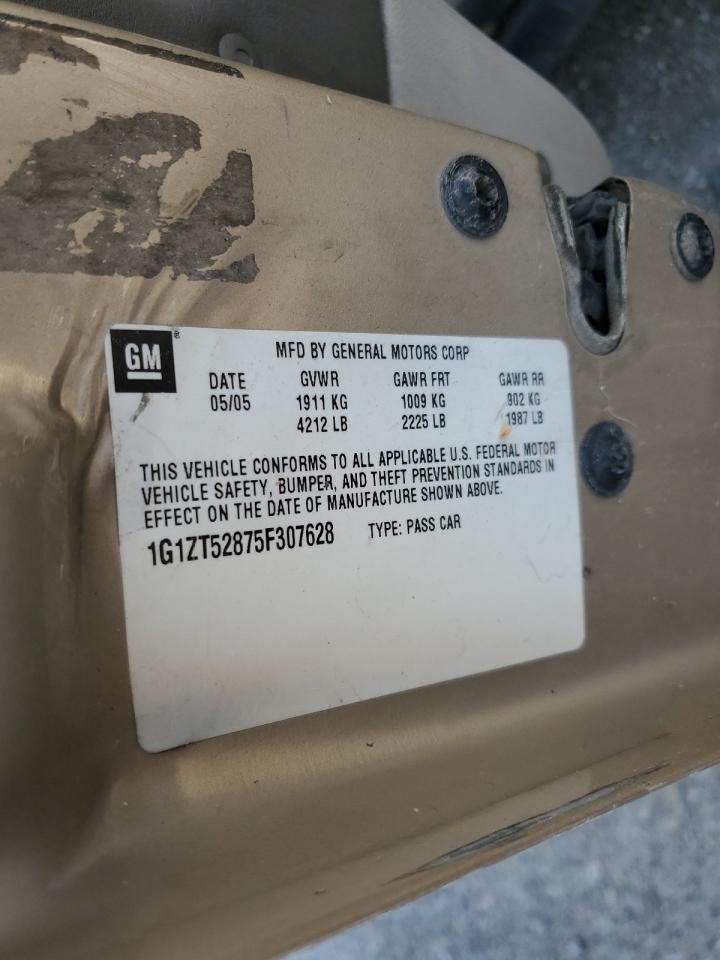 GM ®
MFD BY GENERAL MOTORS CORP
DATE GVWR GAWR FRT GAWR RR
05/05 1911 KG 1009 KG 902 KG
4212 LB 2225 LB 1987 LB
THIS VEHICLE CONFORMS TO ALL APPLICABLE U.S. FEDERAL MOTOR
VEHICLE SAFETY, BUMPER, AND THEFT PREVENTION STANDARDS IN
EFFECT ON THE DATE OF MANUFACTURE SHOWN ABOVE.
1G1ZT52875F307628 TYPE: PASS CAR